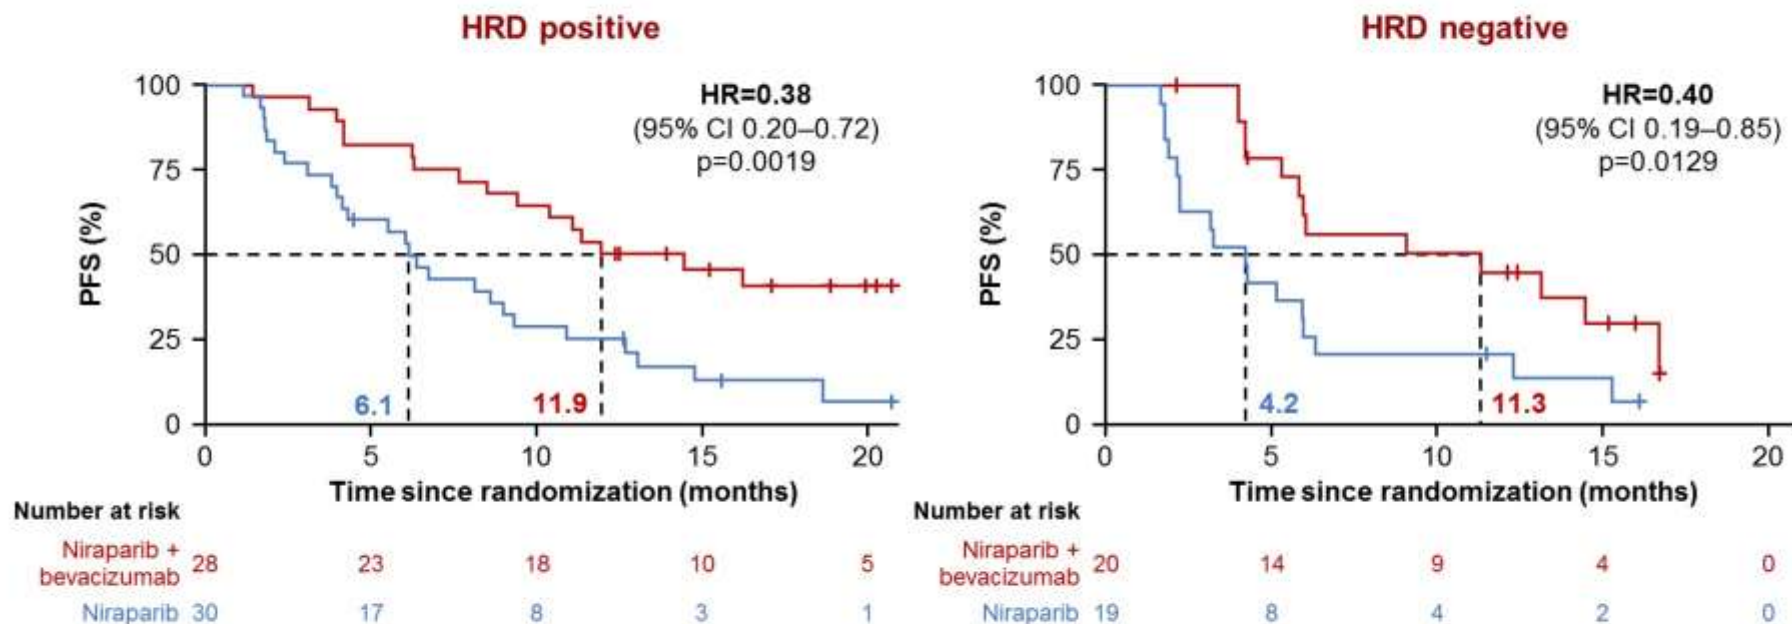 HRD positive
HR=0.38
(95% CI 0.20–0.72)
p=0.0019
PFS (%)
100
75
50
25
0
6.1
11.9
0 5 10 15 20
Time since randomization (months)
Number at risk
Niraparib +
bevacizumab 28 23 18 10 5
Niraparib 30 17 8 3 1
HRD negative
HR=0.40
(95% CI 0.19–0.85)
p=0.0129
PFS (%)
100
75
50
25
0
4.2
11.3
0 5 10 15 20
Time since randomization (months)
Number at risk
Niraparib +
bevacizumab 20 14 9 4 0
Niraparib 19 8 4 2 0